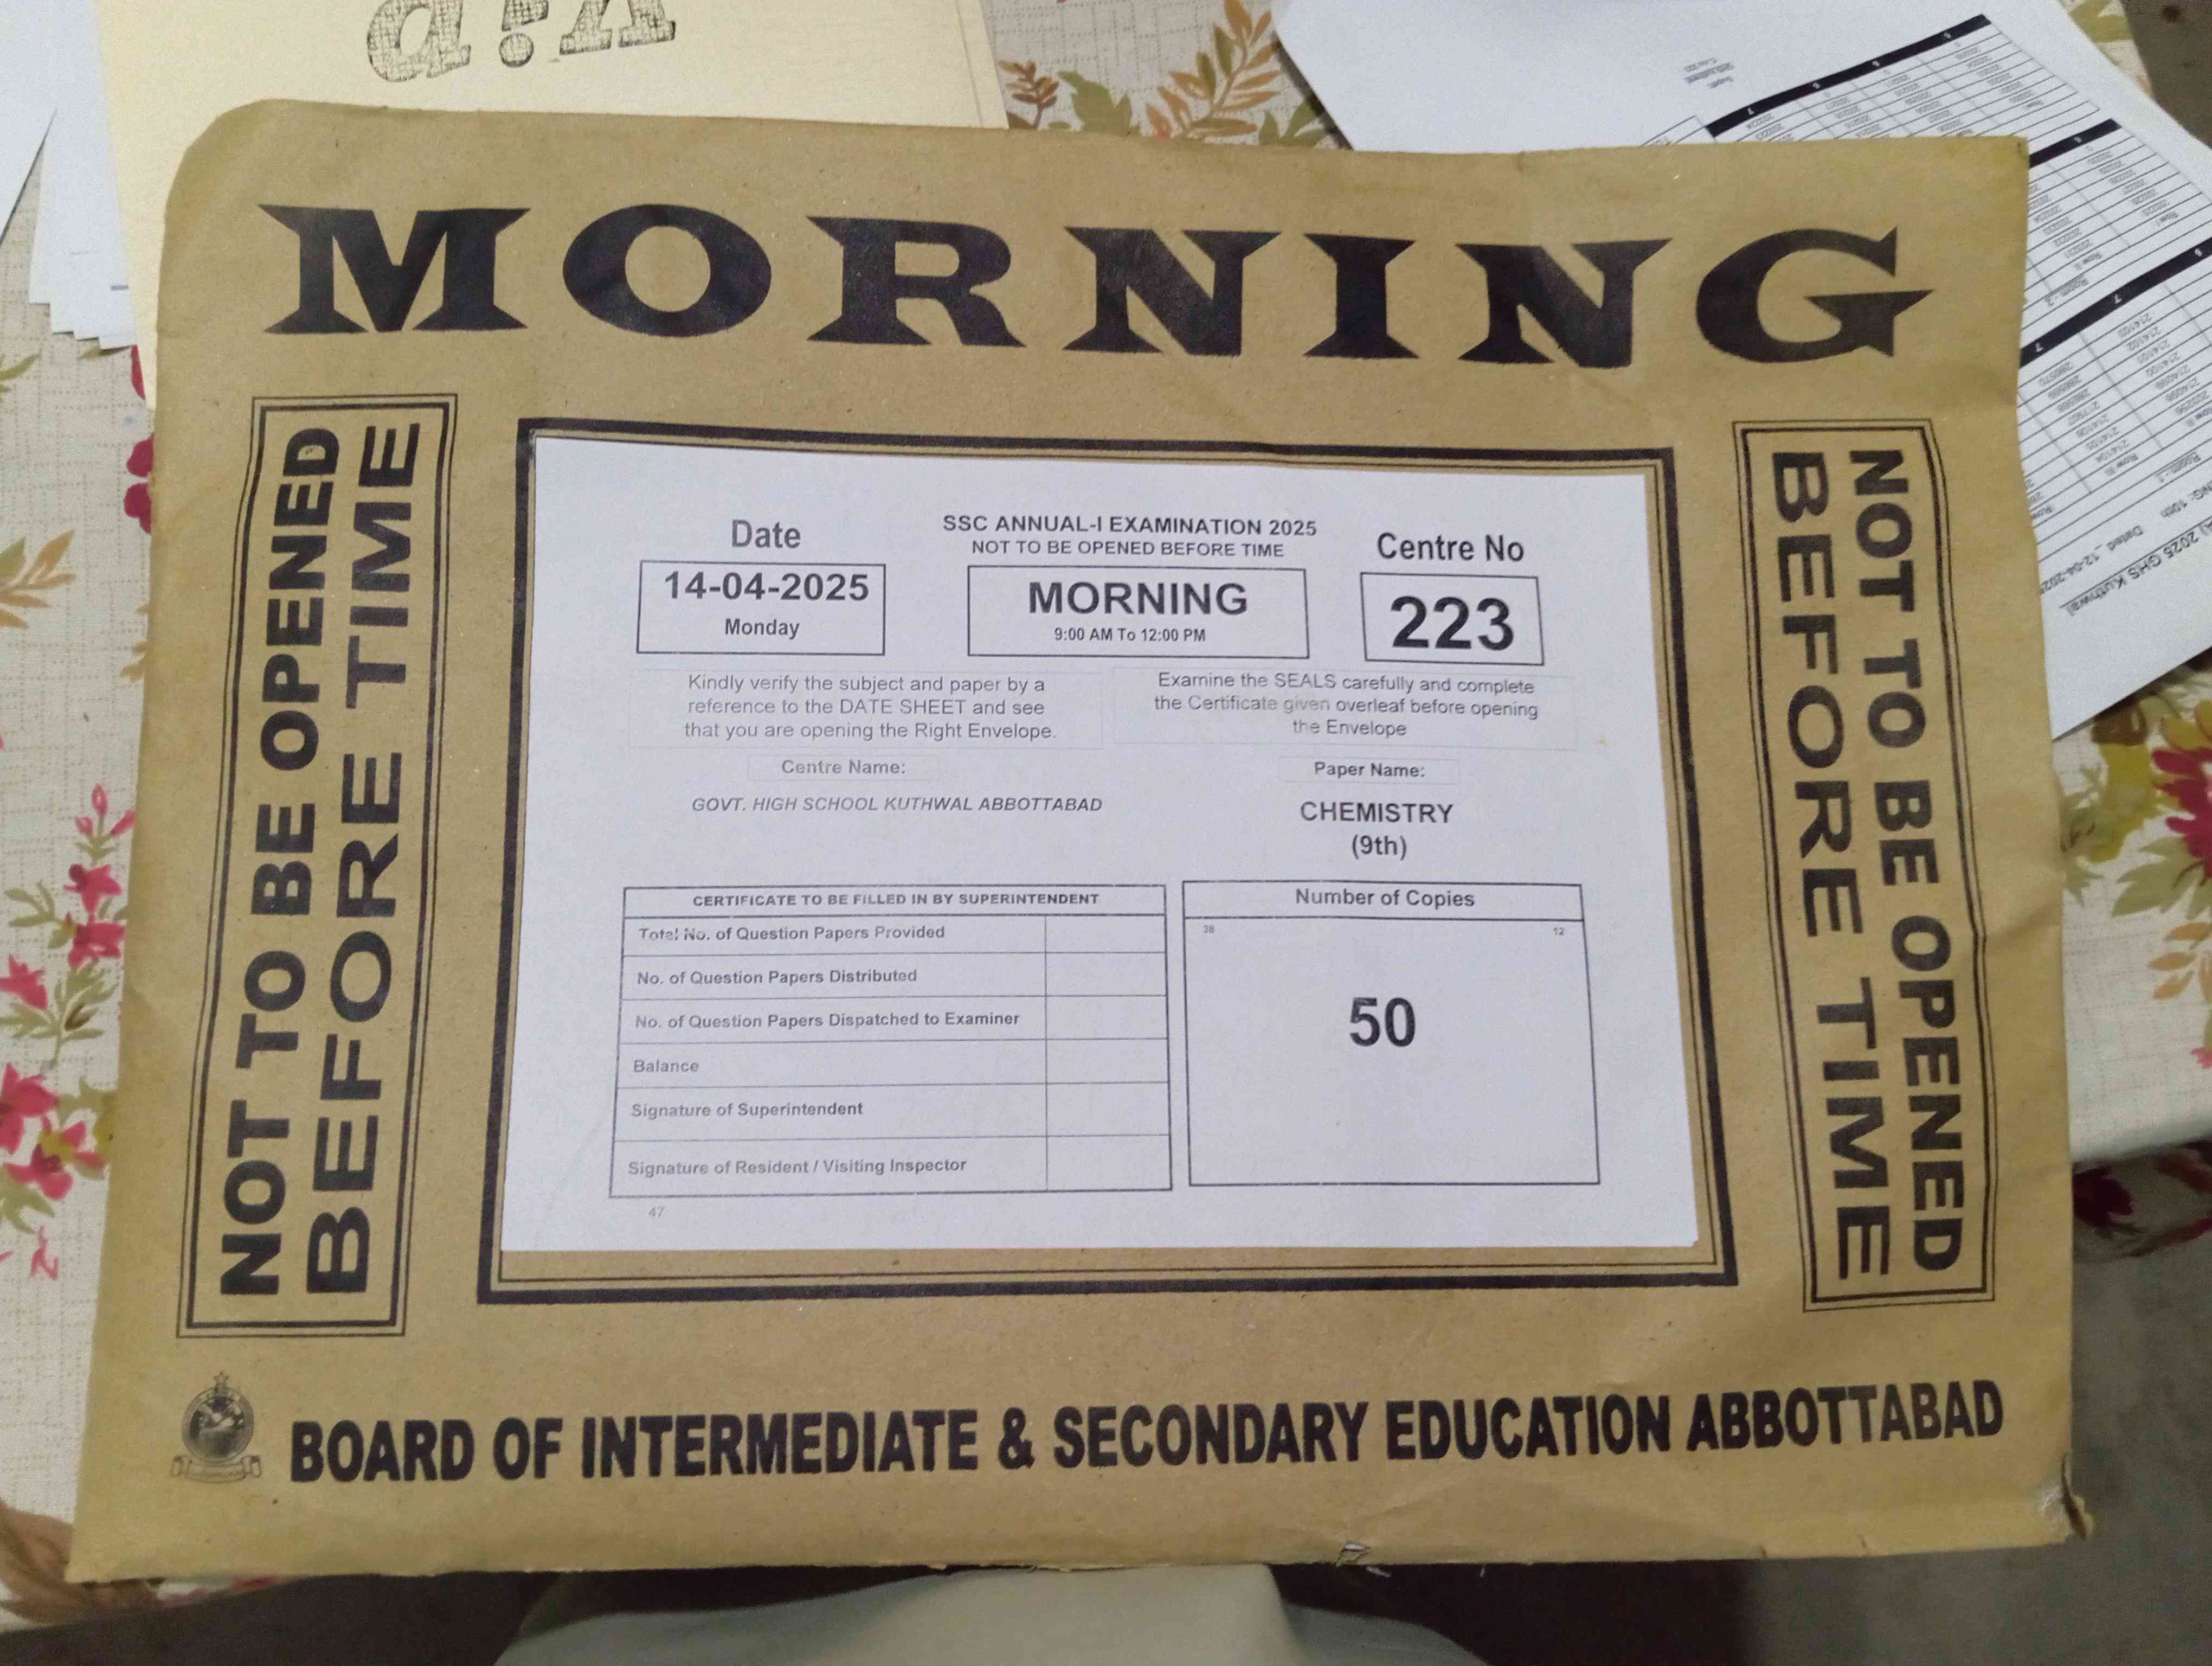 MORNING
NOT TO BE OPENED
BEFORE TIME
Date
14-04-2025
Monday
SSC ANNUAL-I EXAMINATION 2025
NOT TO BE OPENED BEFORE TIME
MORNING
9:00 AM To 12:00 PM
Centre No
223
Kindly verify the subject and paper by a
reference to the DATE SHEET and see
that you are opening the Right Envelope.
Examine the SEALS carefully and complete
the Certificate given overleaf before opening
the Envelope
Centre Name:
GOVT. HIGH SCHOOL KUTHWAL ABBOTTABAD
Paper Name:
CHEMISTRY
(9th)
CERTIFICATE TO BE FILLED IN BY SUPERINTENDENT
Total No. of Question Papers Provided
No. of Question Papers Distributed
No. of Question Papers Dispatched to Examiner
Balance
Signature of Superintendent
Signature of Resident / Visiting Inspector
47
Number of Copies
38 12
50
NOT TO BE OPENED
BEFORE TIME
BOARD OF INTERMEDIATE & SECONDARY EDUCATION ABBOTTABAD
2025 GHS Kuthwal